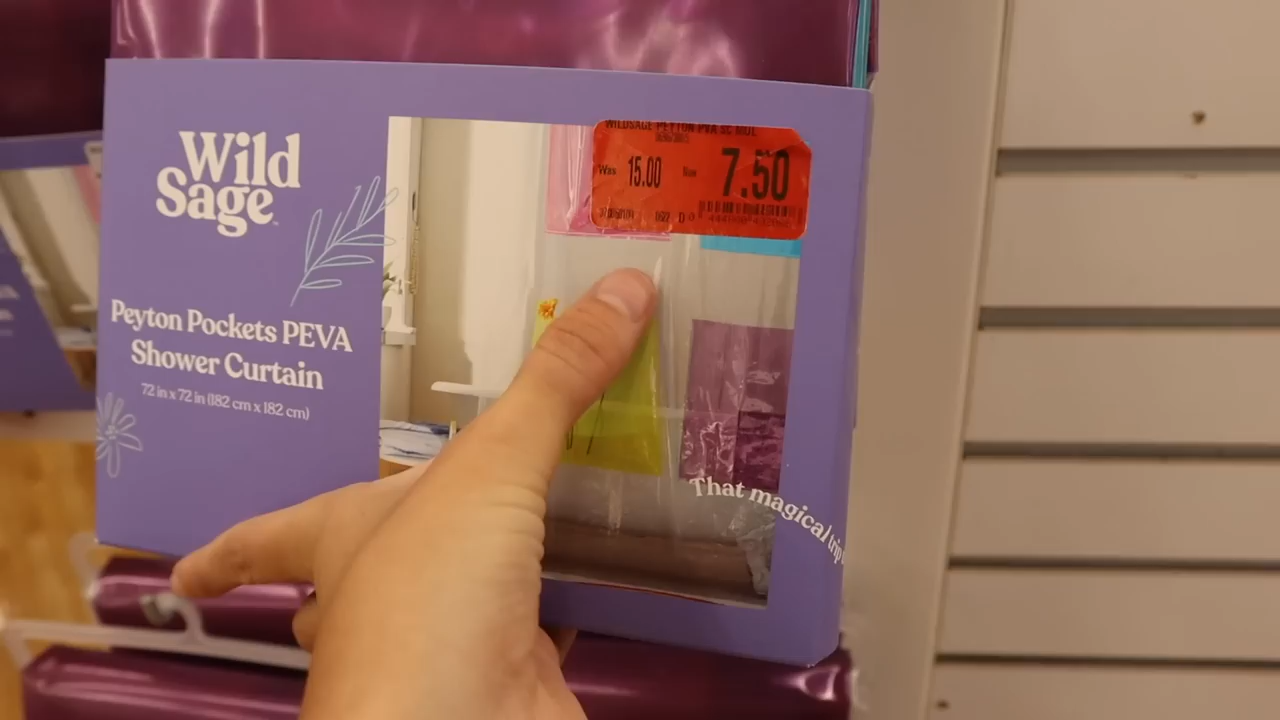 Wild
Sage
Peyton Pockets PEVA
Shower Curtain
72 in x 72 in (182 cm x 182 cm)
WILDSAGE PEYTON PVA SC MUL
Was 15.00 Now 7.50
That magical trip